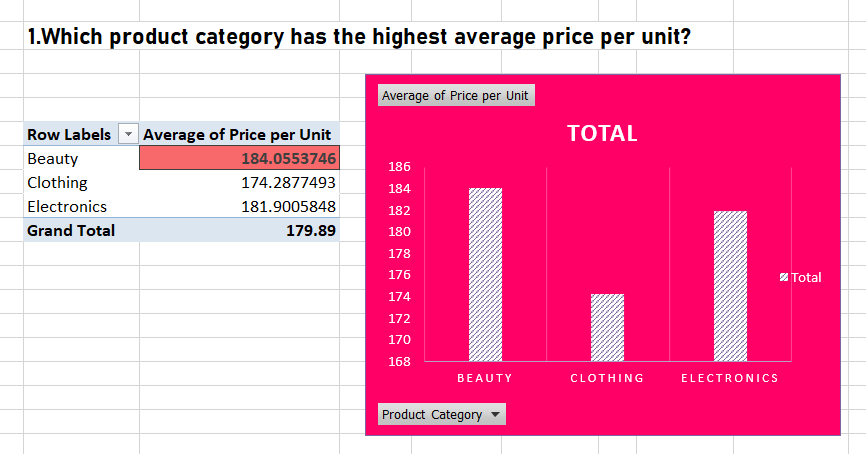 1.Which product category has the highest average price per unit?
Row Labels Average of Price per Unit
Beauty 184.0553746
Clothing 174.2877493
Electronics 181.9005848
Grand Total 179.89
Average of Price per Unit
TOTAL
186
184
182
180
178
176
174
172
170
168
BEAUTY CLOTHING ELECTRONICS
Total
Product Category